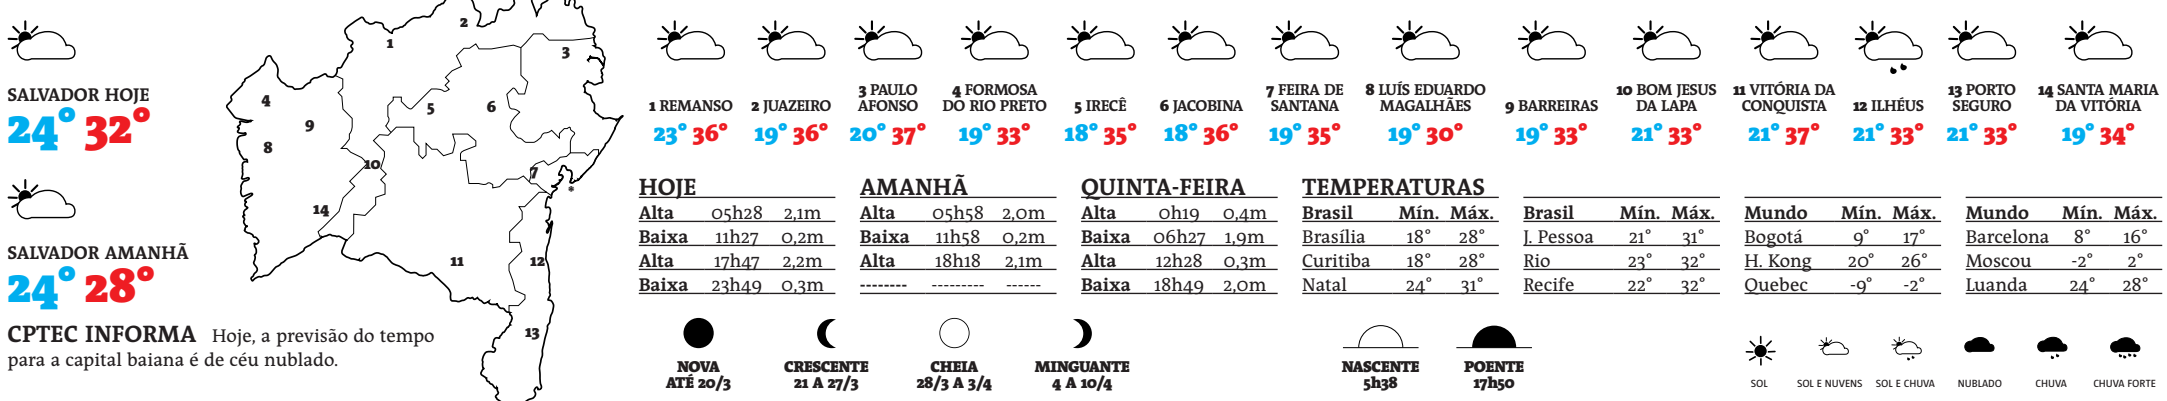 SALVADOR HOJE
24° 32°
SALVADOR AMANHÃ
24° 28°
CPTEC INFORMA Hoje, a previsão do tempo
para a capital baiana é de céu nublado.
1
2
3
4
5
6
9
8
10
7
*
14
11
12
13
1 REMANSO
23° 36°
2 JUAZEIRO
19° 36°
3 PAULO
AFONSO
20° 37°
4 FORMOSA
DO RIO PRETO
19° 33°
5 IRECÊ
18° 35°
6 JACOBINA
18° 36°
7 FEIRA DE
SANTANA
19° 35°
8 LUÍS EDUARDO
MAGALHÃES
19° 30°
9 BARREIRAS
19° 33°
10 BOM JESUS
DA LAPA
21° 33°
11 VITÓRIA DA
CONQUISTA
21° 37°
12 ILHÉUS
21° 33°
13 PORTO
SEGURO
21° 33°
14 SANTA MARIA
DA VITÓRIA
19° 34°
HOJE
Alta 05h28 2,1m
Baixa 11h27 0,2m
Alta 17h47 2,2m
Baixa 23h49 0,3m
AMANHÃ
Alta 05h58 2,0m
Baixa 11h58 0,2m
Alta 18h18 2,1m
-------- --------- ------
QUINTA-FEIRA
Alta 0h19 0,4m
Baixa 06h27 1,9m
Alta 12h28 0,3m
Baixa 18h49 2,0m
TEMPERATURAS
Brasil Mín. Máx.
Brasília 18° 28°
Curitiba 18° 28°
Natal 24° 31°
Brasil Mín. Máx.
J. Pessoa 21° 31°
Rio 23° 32°
Recife 22° 32°
Mundo Mín. Máx.
Bogotá 9° 17°
H. Kong 20° 26°
Quebec -9° -2°
Mundo Mín. Máx.
Barcelona 8° 16°
Moscou -2° 2°
Luanda 24° 28°
NOVA
ATÉ 20/3
CRESCENTE
21 A 27/3
CHEIA
28/3 A 3/4
MINGUANTE
4 A 10/4
NASCENTE
5h38
POENTE
17h50
SOL
SOL E NUVENS
SOL E CHUVA
NUBLADO
CHUVA
CHUVA FORTE